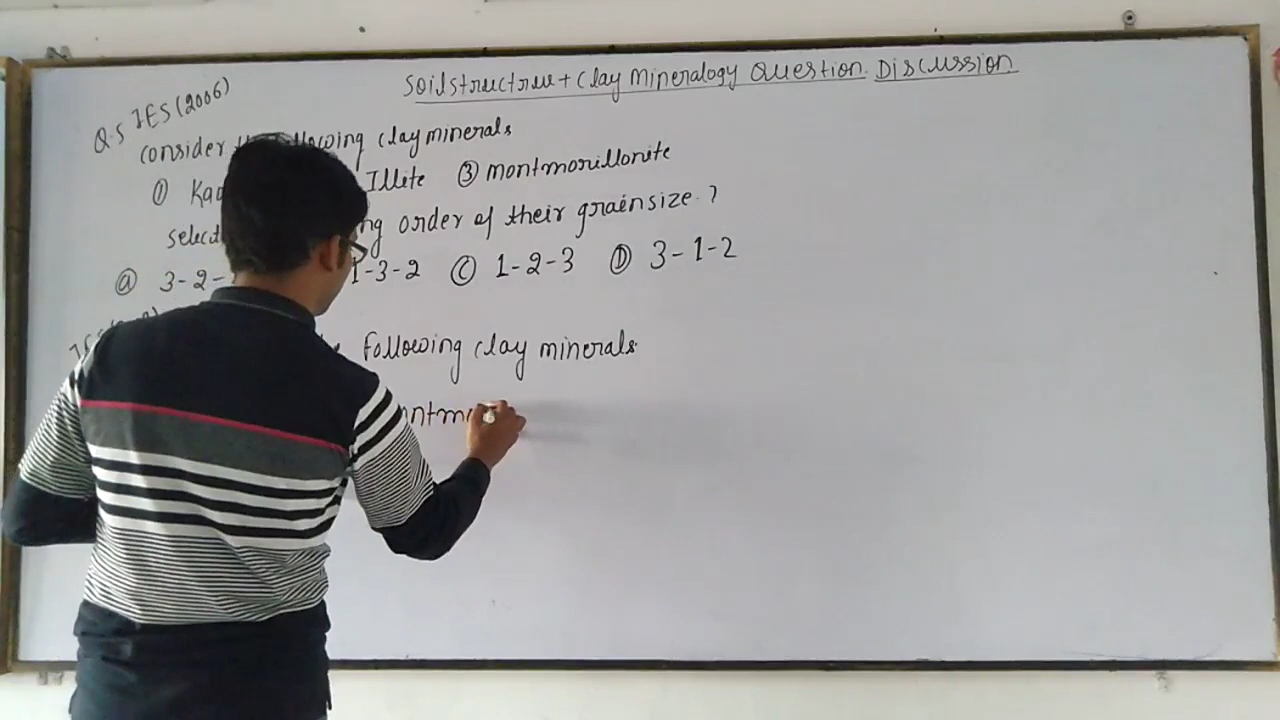 Soil structure + Clay Mineralogy Question Discussion
Q.5 IES (2006)
Consider following clay minerals
① Illite ③ montmorillonite
select order of their grain size ?
ⓐ 3-2- 1-3-2 Ⓒ 1-2-3 Ⓓ 3-1-2
Following clay minerals